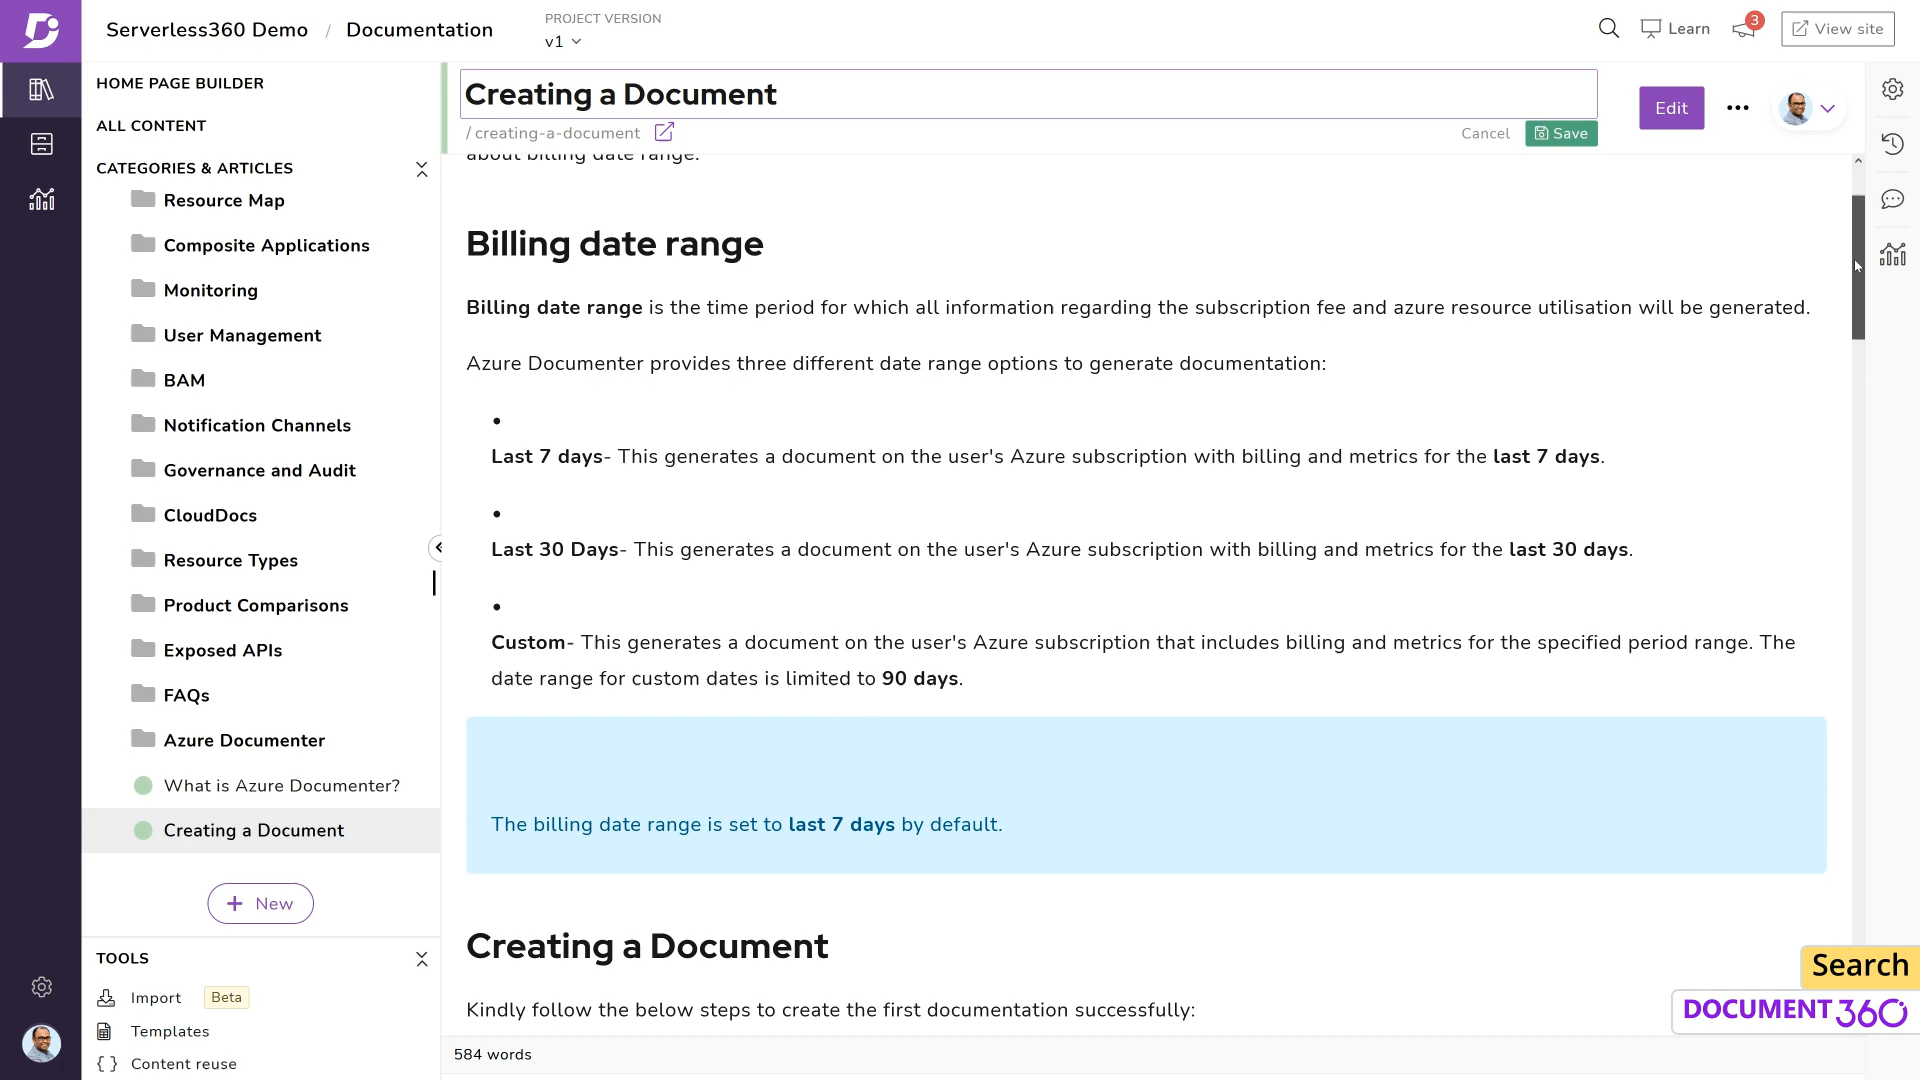 Serverless360 Demo / Documentation
PROJECT VERSION
v1
Learn
3
View site
HOME PAGE BUILDER
ALL CONTENT
CATEGORIES & ARTICLES
Resource Map
Composite Applications
Monitoring
User Management
BAM
Notification Channels
Governance and Audit
CloudDocs
Resource Types
Product Comparisons
Exposed APIs
FAQs
Azure Documenter
What is Azure Documenter?
Creating a Document
+ New
TOOLS
Import Beta
Templates
Content reuse
Creating a Document
/ creating-a-document
Cancel
Save
Edit
about billing date range.
Billing date range
Billing date range is the time period for which all information regarding the subscription fee and azure resource utilisation will be generated.
Azure Documenter provides three different date range options to generate documentation:
•
Last 7 days- This generates a document on the user's Azure subscription with billing and metrics for the last 7 days.
•
Last 30 Days- This generates a document on the user's Azure subscription with billing and metrics for the last 30 days.
•
Custom- This generates a document on the user's Azure subscription that includes billing and metrics for the specified period range. The
date range for custom dates is limited to 90 days.
The billing date range is set to last 7 days by default.
Creating a Document
Kindly follow the below steps to create the first documentation successfully:
584 words
Search
DOCUMENT360